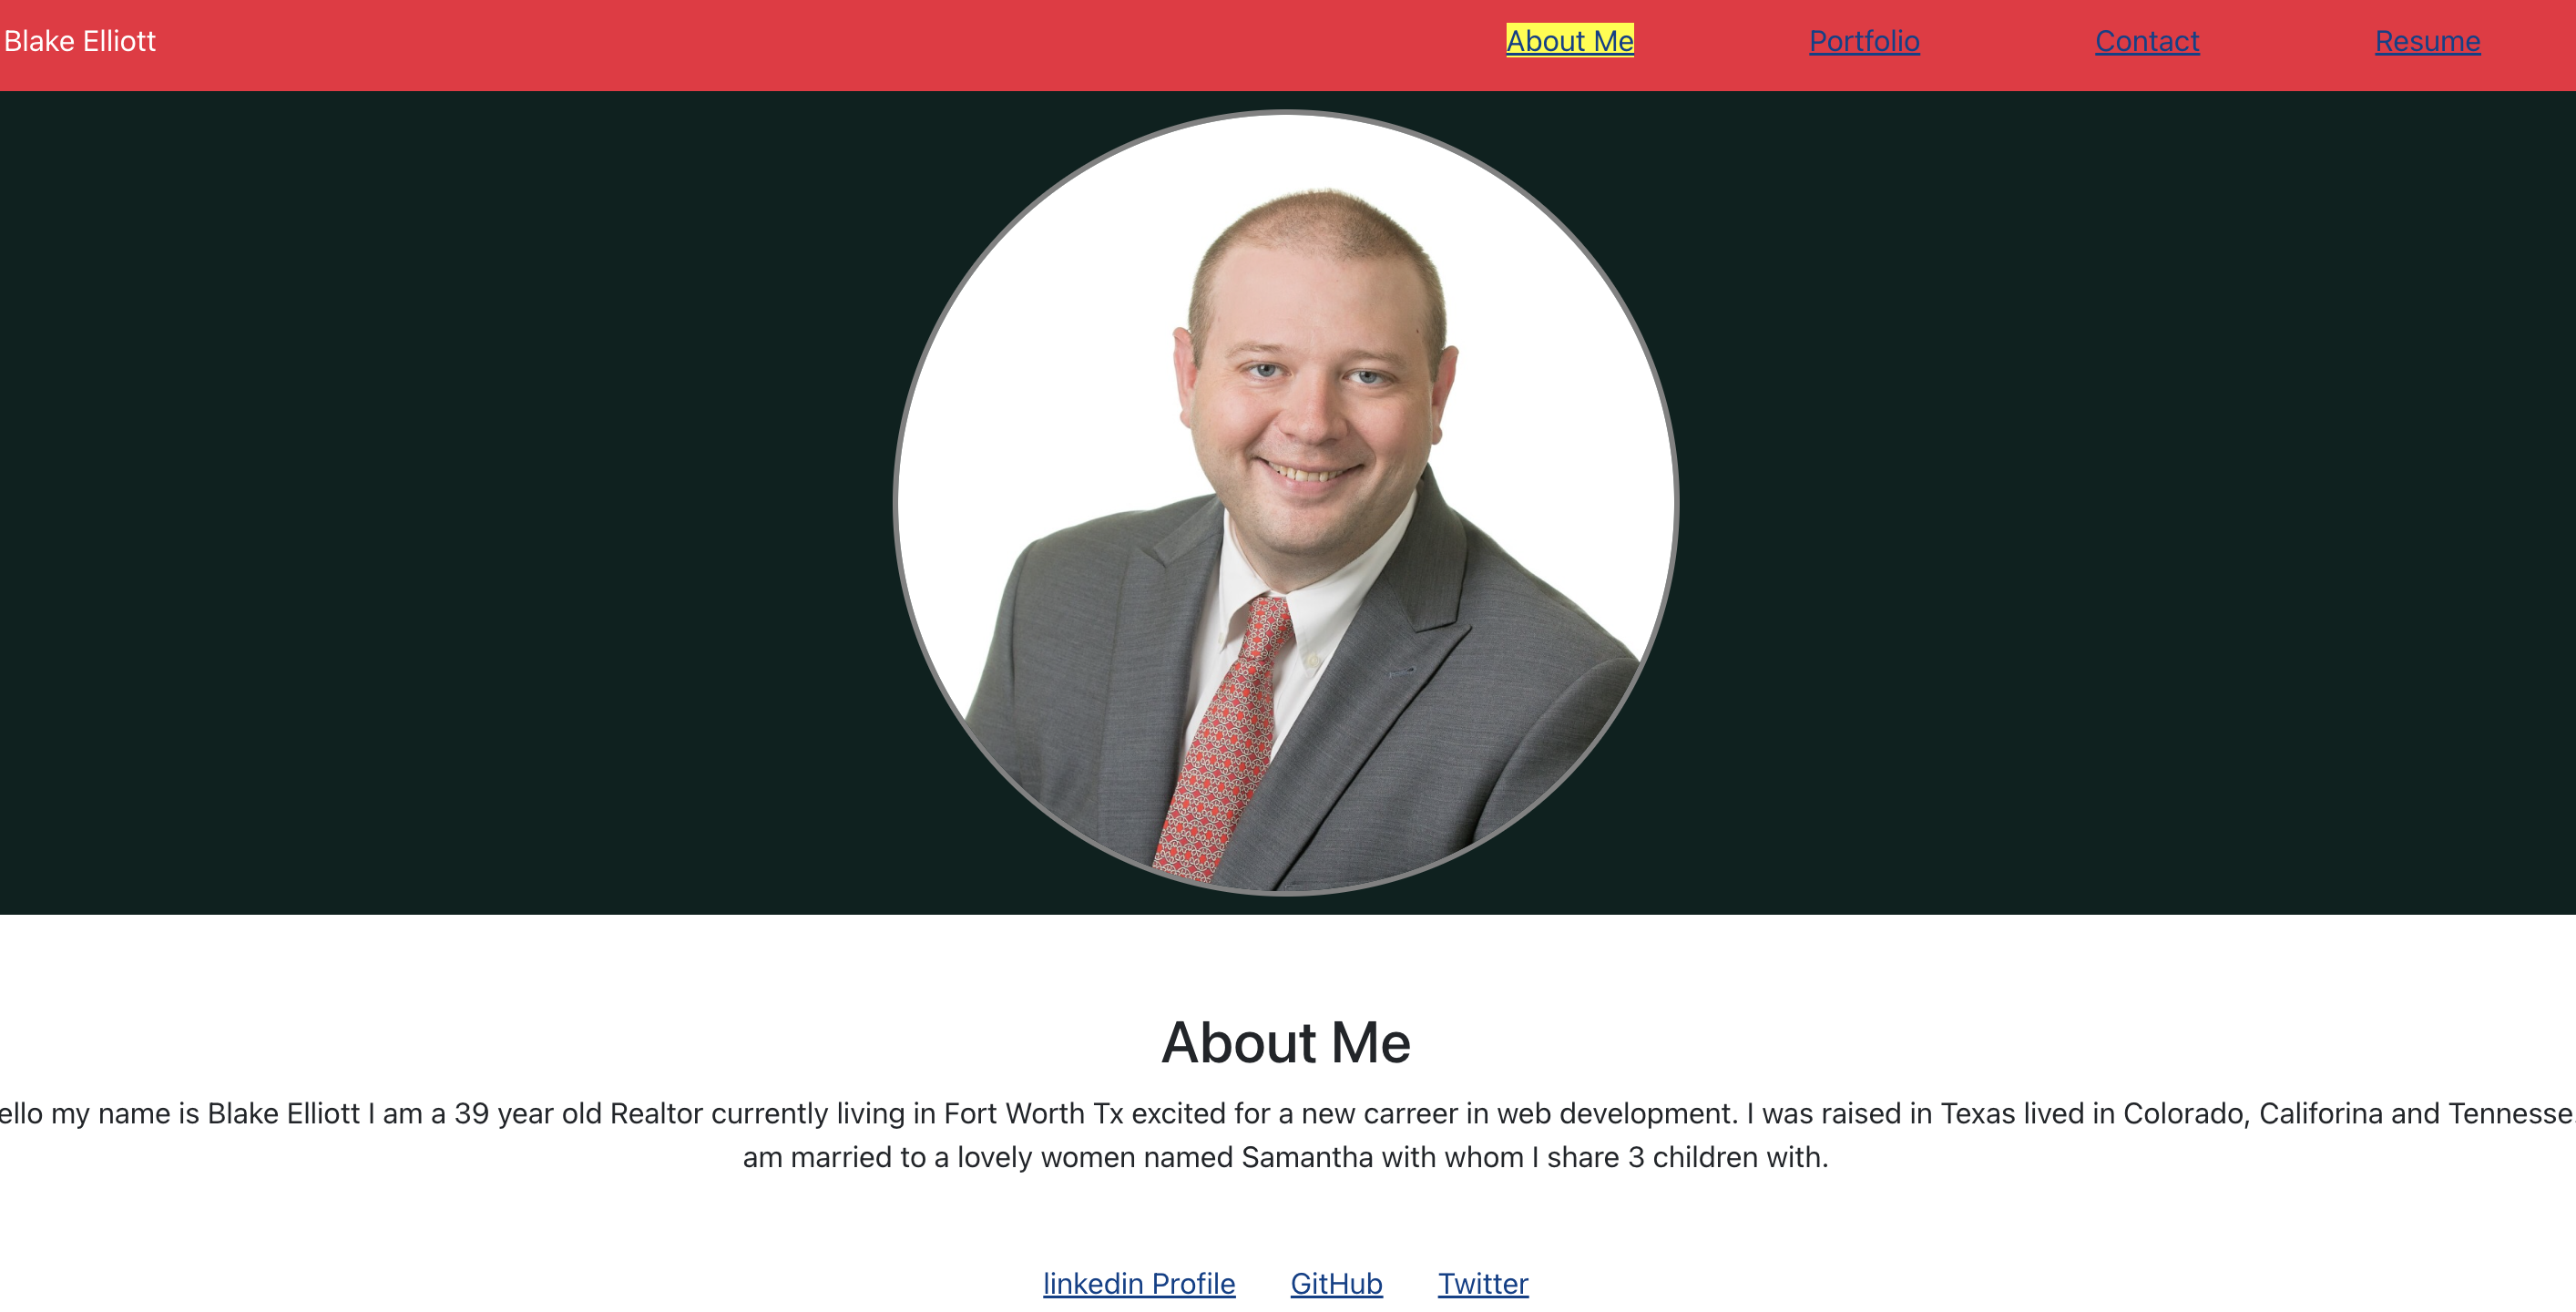 Blake Elliott About Me Portfolio Contact Resume
About Me
ello my name is Blake Elliott I am a 39 year old Realtor currently living in Fort Worth Tx excited for a new carreer in web development. I was raised in Texas lived in Colorado, Califorina and Tennesse
am married to a lovely women named Samantha with whom I share 3 children with.
linkedin Profile GitHub Twitter